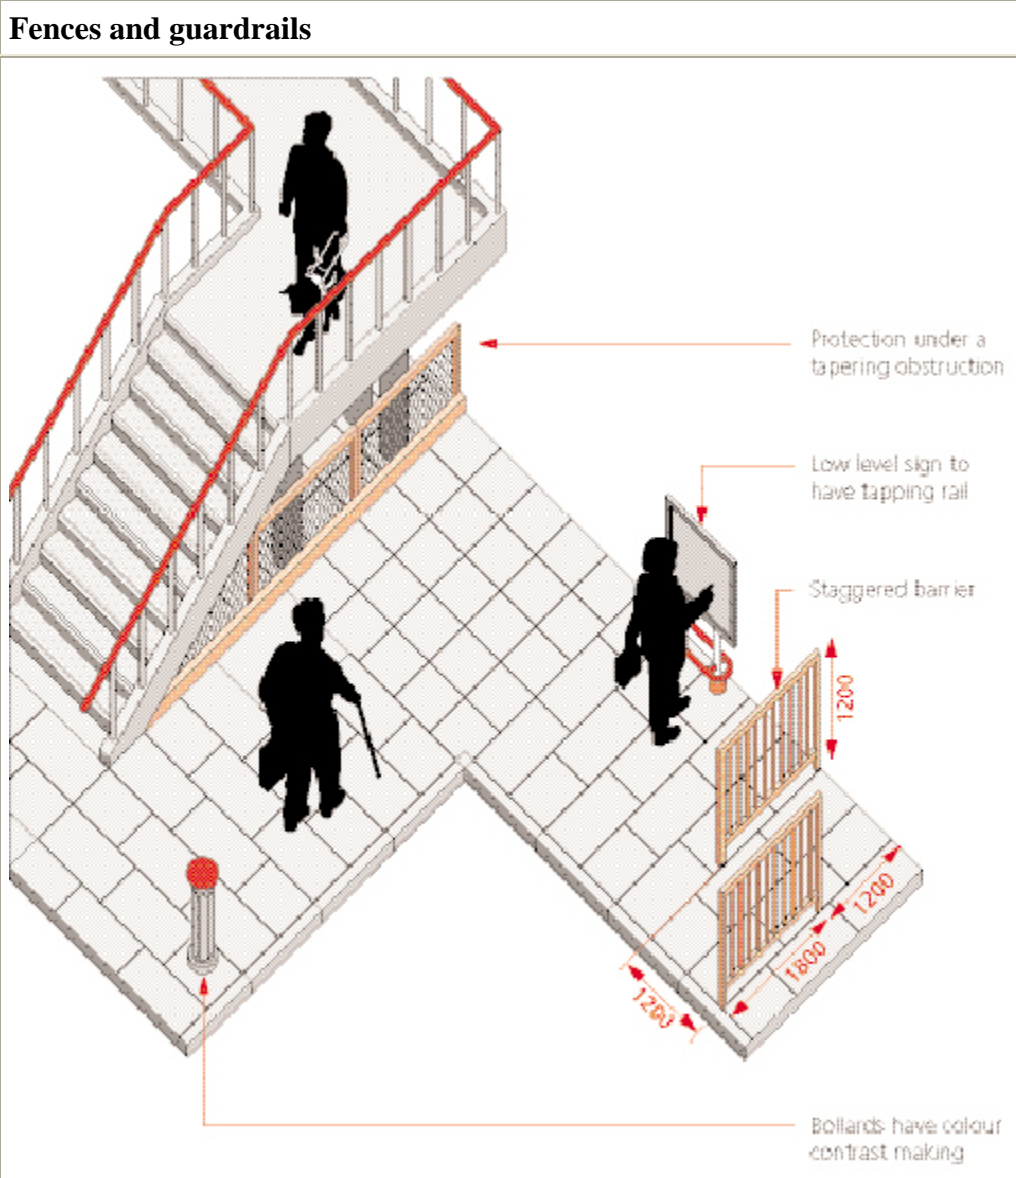 Fences and guardrails
Protection under a
tapering obstruction
Low level sign to
have tapping rail
Staggered barrier
1200
1200
1800
1200
Bollards have colour
contrast making